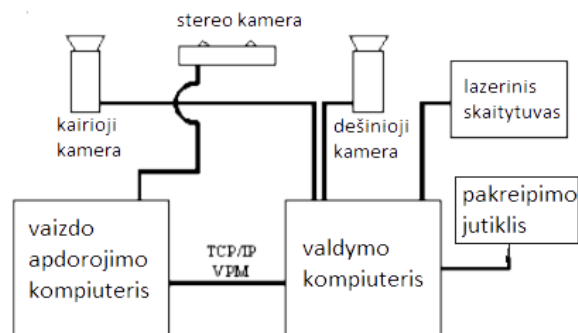 stereo kamera
kairioji
kamera
dešinioji
kamera
lazerinis
skaitytuvas
vaizdo
apdorojimo
kompiuteris
TCP/IP
VPM
valdymo
kompiuteris
pakreipimo
jutiklis